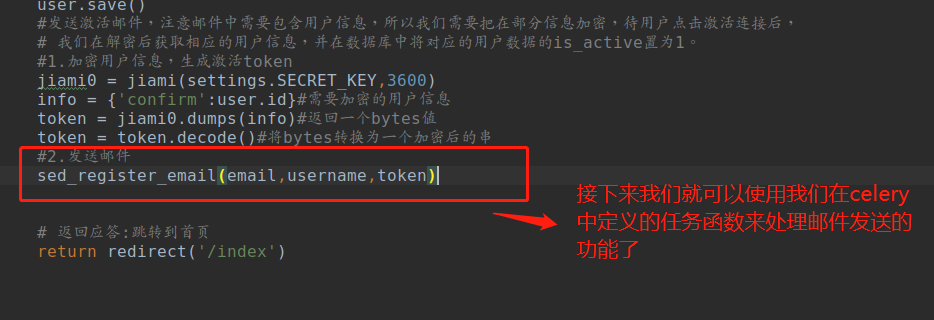 user.save()
#发送激活邮件，注意邮件中需要包含用户信息，所以我们需要把在部分信息加密，待用户点击激活连接后，
# 我们在解密后获取相应的用户信息，并在数据库中将对应的用户数据的is_active置为1。
#1.加密用户信息，生成激活token
jiami0 = jiami(settings.SECRET_KEY,3600)
info = {'confirm':user.id}#需要加密的用户信息
token = jiami0.dumps(info)#返回一个bytes值
token = token.decode()#将bytes转换为一个加密后的串
#2.发送邮件
sed_register_email(email,username,token)
接下来我们就可以使用我们在celery
中定义的任务函数来处理邮件发送的
功能了
# 返回应答:跳转到首页
return redirect('/index')